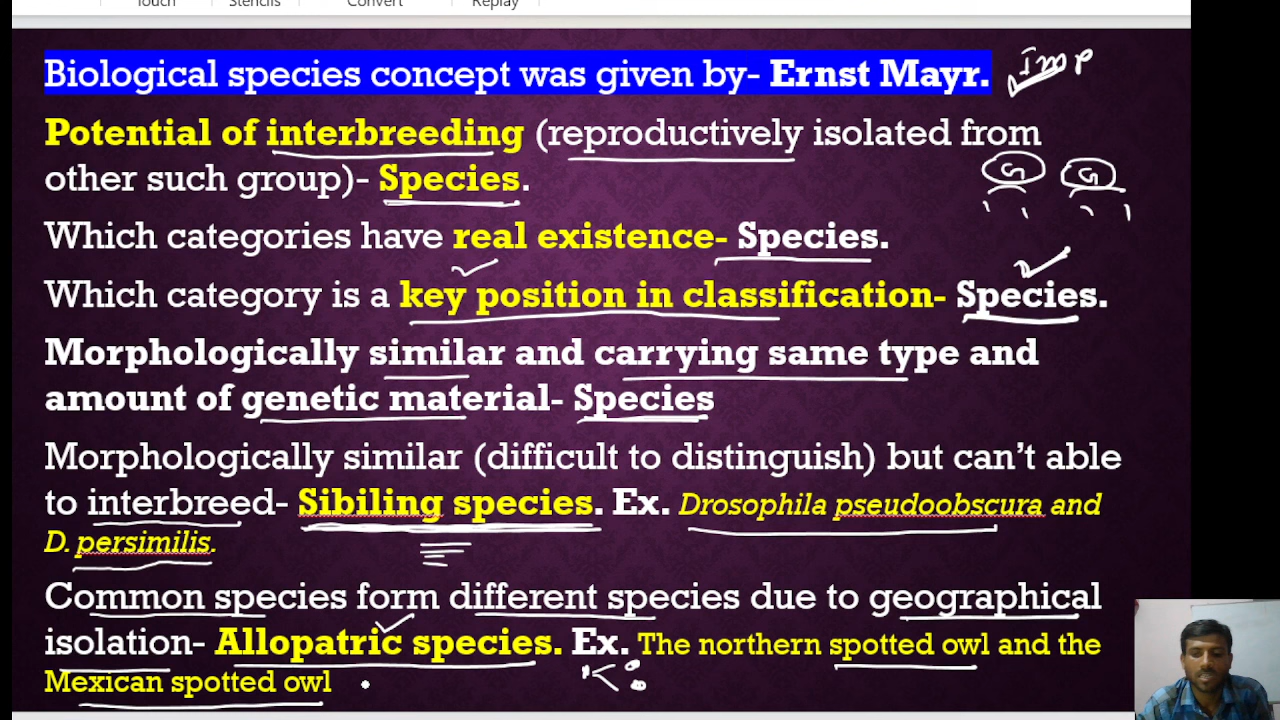 Touch Stencils Convert Replay
Biological species concept was given by- Ernst Mayr. Imp
Potential of interbreeding (reproductively isolated from
other such group)- Species.
G G
Which categories have real existence- Species.
Which category is a key position in classification- Species.
Morphologically similar and carrying same type and
amount of genetic material- Species
Morphologically similar (difficult to distinguish) but can't able
to interbreed- Sibiling species. Ex. Drosophila pseudoobscura and
D. persimilis.
Common species form different species due to geographical
isolation- Allopatric species. Ex. The northern spotted owl and the
Mexican spotted owl